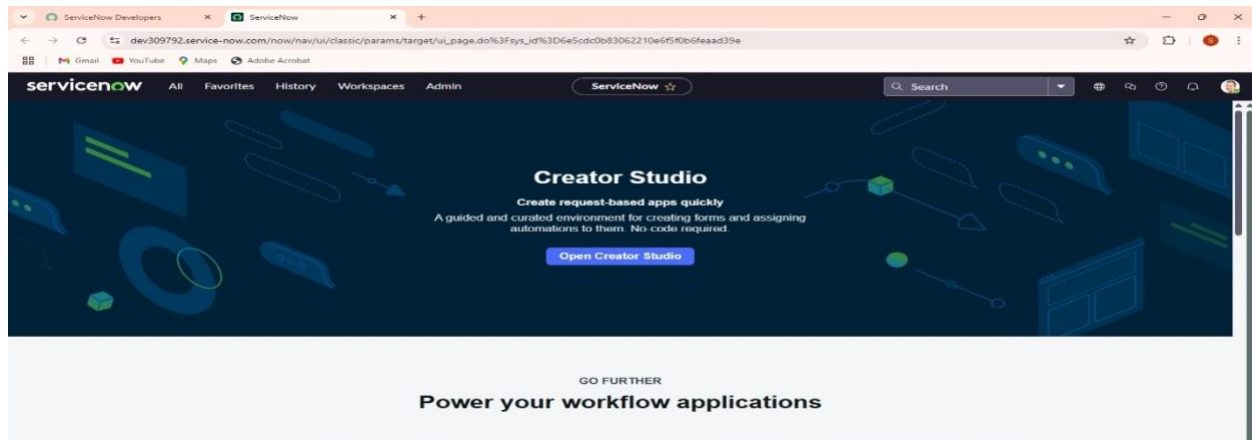 ServiceNow Developers
ServiceNow
dev309792.service-now.com/now/nav/ui/classic/params/target/ui_page.do%3Fsys_id%3D6e5cdc0b83062210e6f5f0b6feaad39e
Gmail YouTube Maps Adobe Acrobat
servicenow All Favorites History Workspaces Admin ServiceNow Search
S
Creator Studio
Create request-based apps quickly
A guided and curated environment for creating forms and assigning
automations to them. No-code required.
Open Creator Studio
GO FURTHER
Power your workflow applications